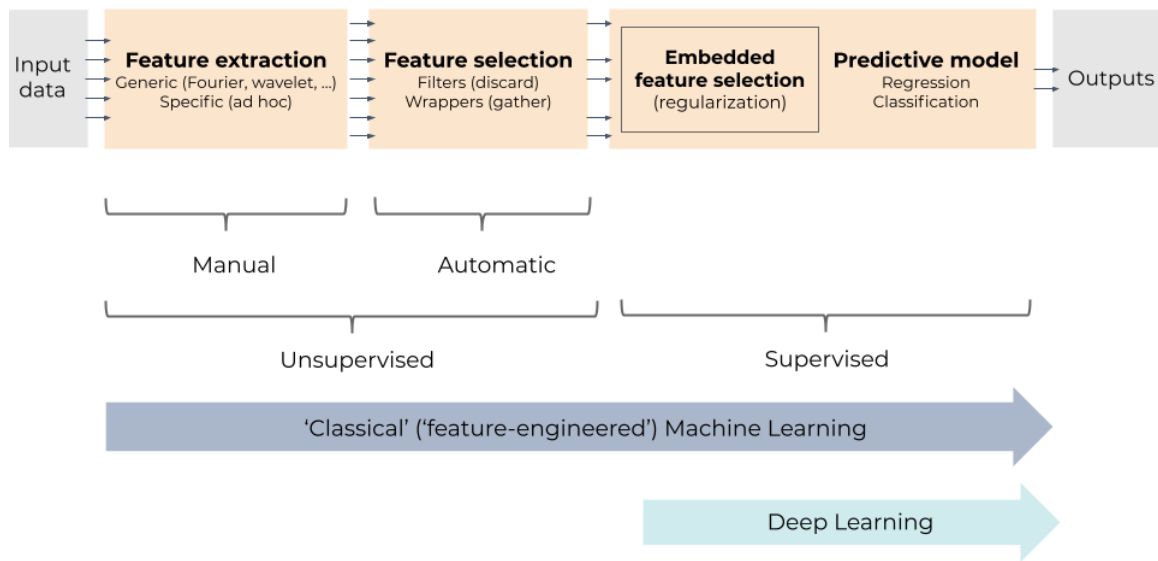 Input
data
Feature extraction
Generic (Fourier, wavelet, ...)
Specific (ad hoc)
Feature selection
Filters (discard)
Wrappers (gather)
Embedded
feature selection
(regularization)
Predictive model
Regression
Classification
Outputs
Manual
Automatic
Unsupervised
Supervised
‘Classical’ (‘feature-engineered’) Machine Learning
Deep Learning